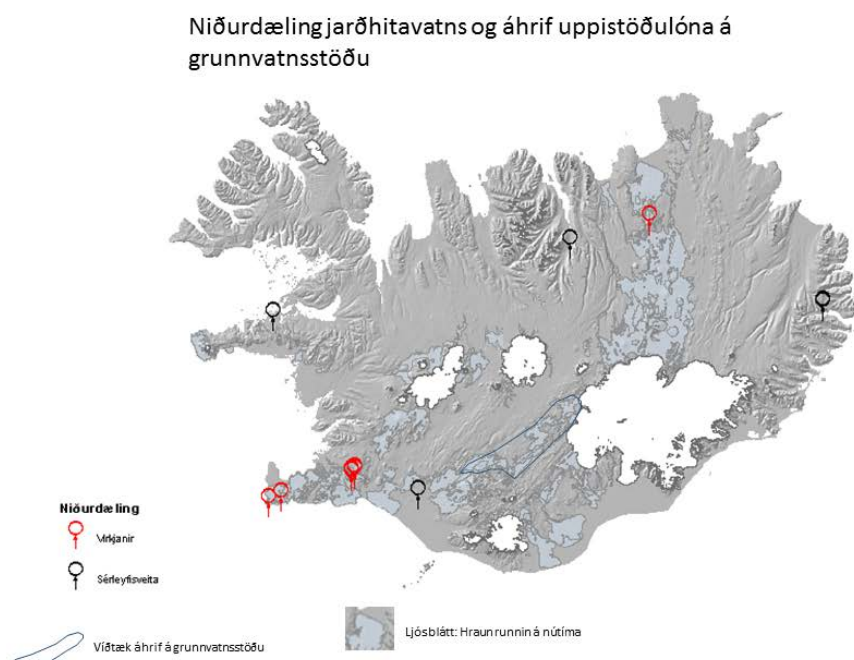 Niðurdæling jarðhitavatns og áhrif uppistöðulóna á
grunnvatnsstöðu
Niðurdæling
Virkjanir
Sérleyfisveita
Víðtæk áhrif á grunnvatnsstöðu
Ljósblátt: Hraun runnin á nútíma